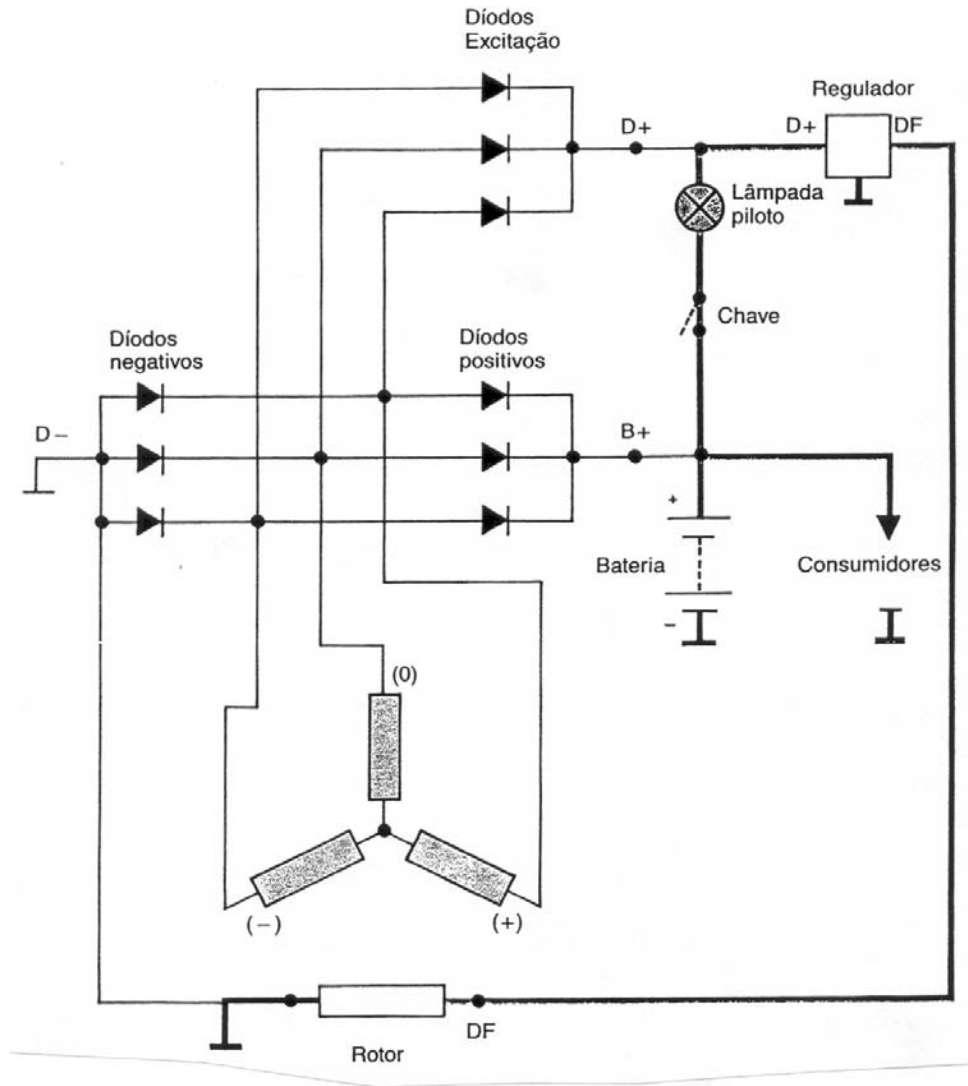 Díodos
Excitação
Regulador
D+
D+
DF
Lâmpada
piloto
Chave
Díodos
negativos
Díodos
positivos
D−
B+
+
Bateria
Consumidores
−
(0)
(−)
(+)
DF
Rotor